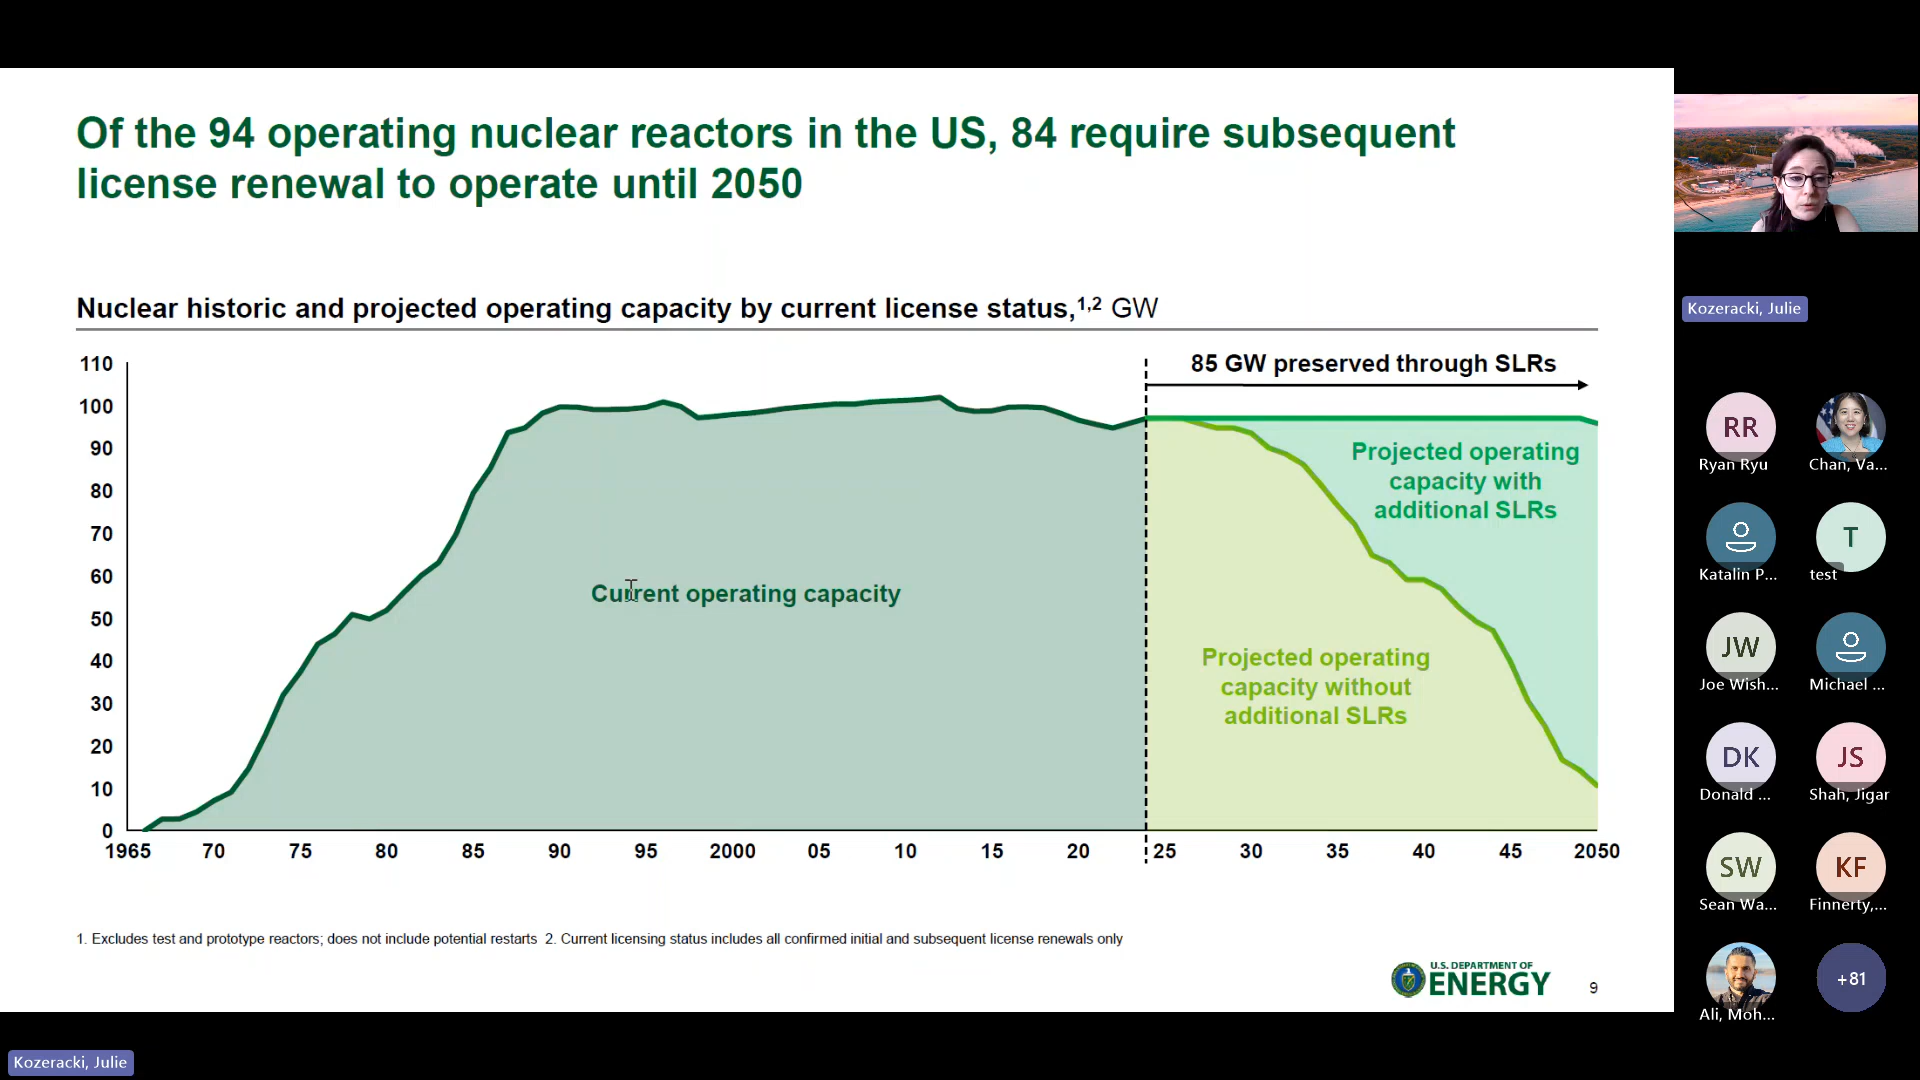 Of the 94 operating nuclear reactors in the US, 84 require subsequent
license renewal to operate until 2050
Nuclear historic and projected operating capacity by current license status,¹,² GW
110
100
90
80
70
60
50
40
30
20
10
0
85 GW preserved through SLRs
Projected operating
capacity with
additional SLRs
Current operating capacity
Projected operating
capacity without
additional SLRs
1965 70 75 80 85 90 95 2000 05 10 15 20 25 30 35 40 45 2050
1. Excludes test and prototype reactors; does not include potential restarts 2. Current licensing status includes all confirmed initial and subsequent license renewals only
U.S. DEPARTMENT OF
ENERGY
9
Kozeracki, Julie
RR
Ryan Ryu
Chan, Va...
Katalin P...
T
test
JW
Joe Wish...
Michael ...
DK
Donald ...
JS
Shah, Jigar
SW
Sean Wa...
KF
Finnerty,...
Ali, Moh...
+81
Kozeracki, Julie